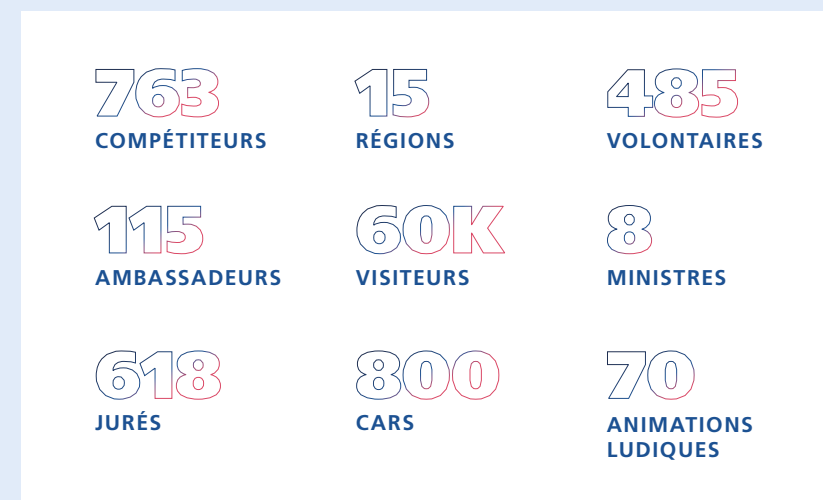 763
COMPÉTITEURS
15
RÉGIONS
485
VOLONTAIRES
115
AMBASSADEURS
60K
VISITEURS
8
MINISTRES
618
JURÉS
800
CARS
70
ANIMATIONS
LUDIQUES